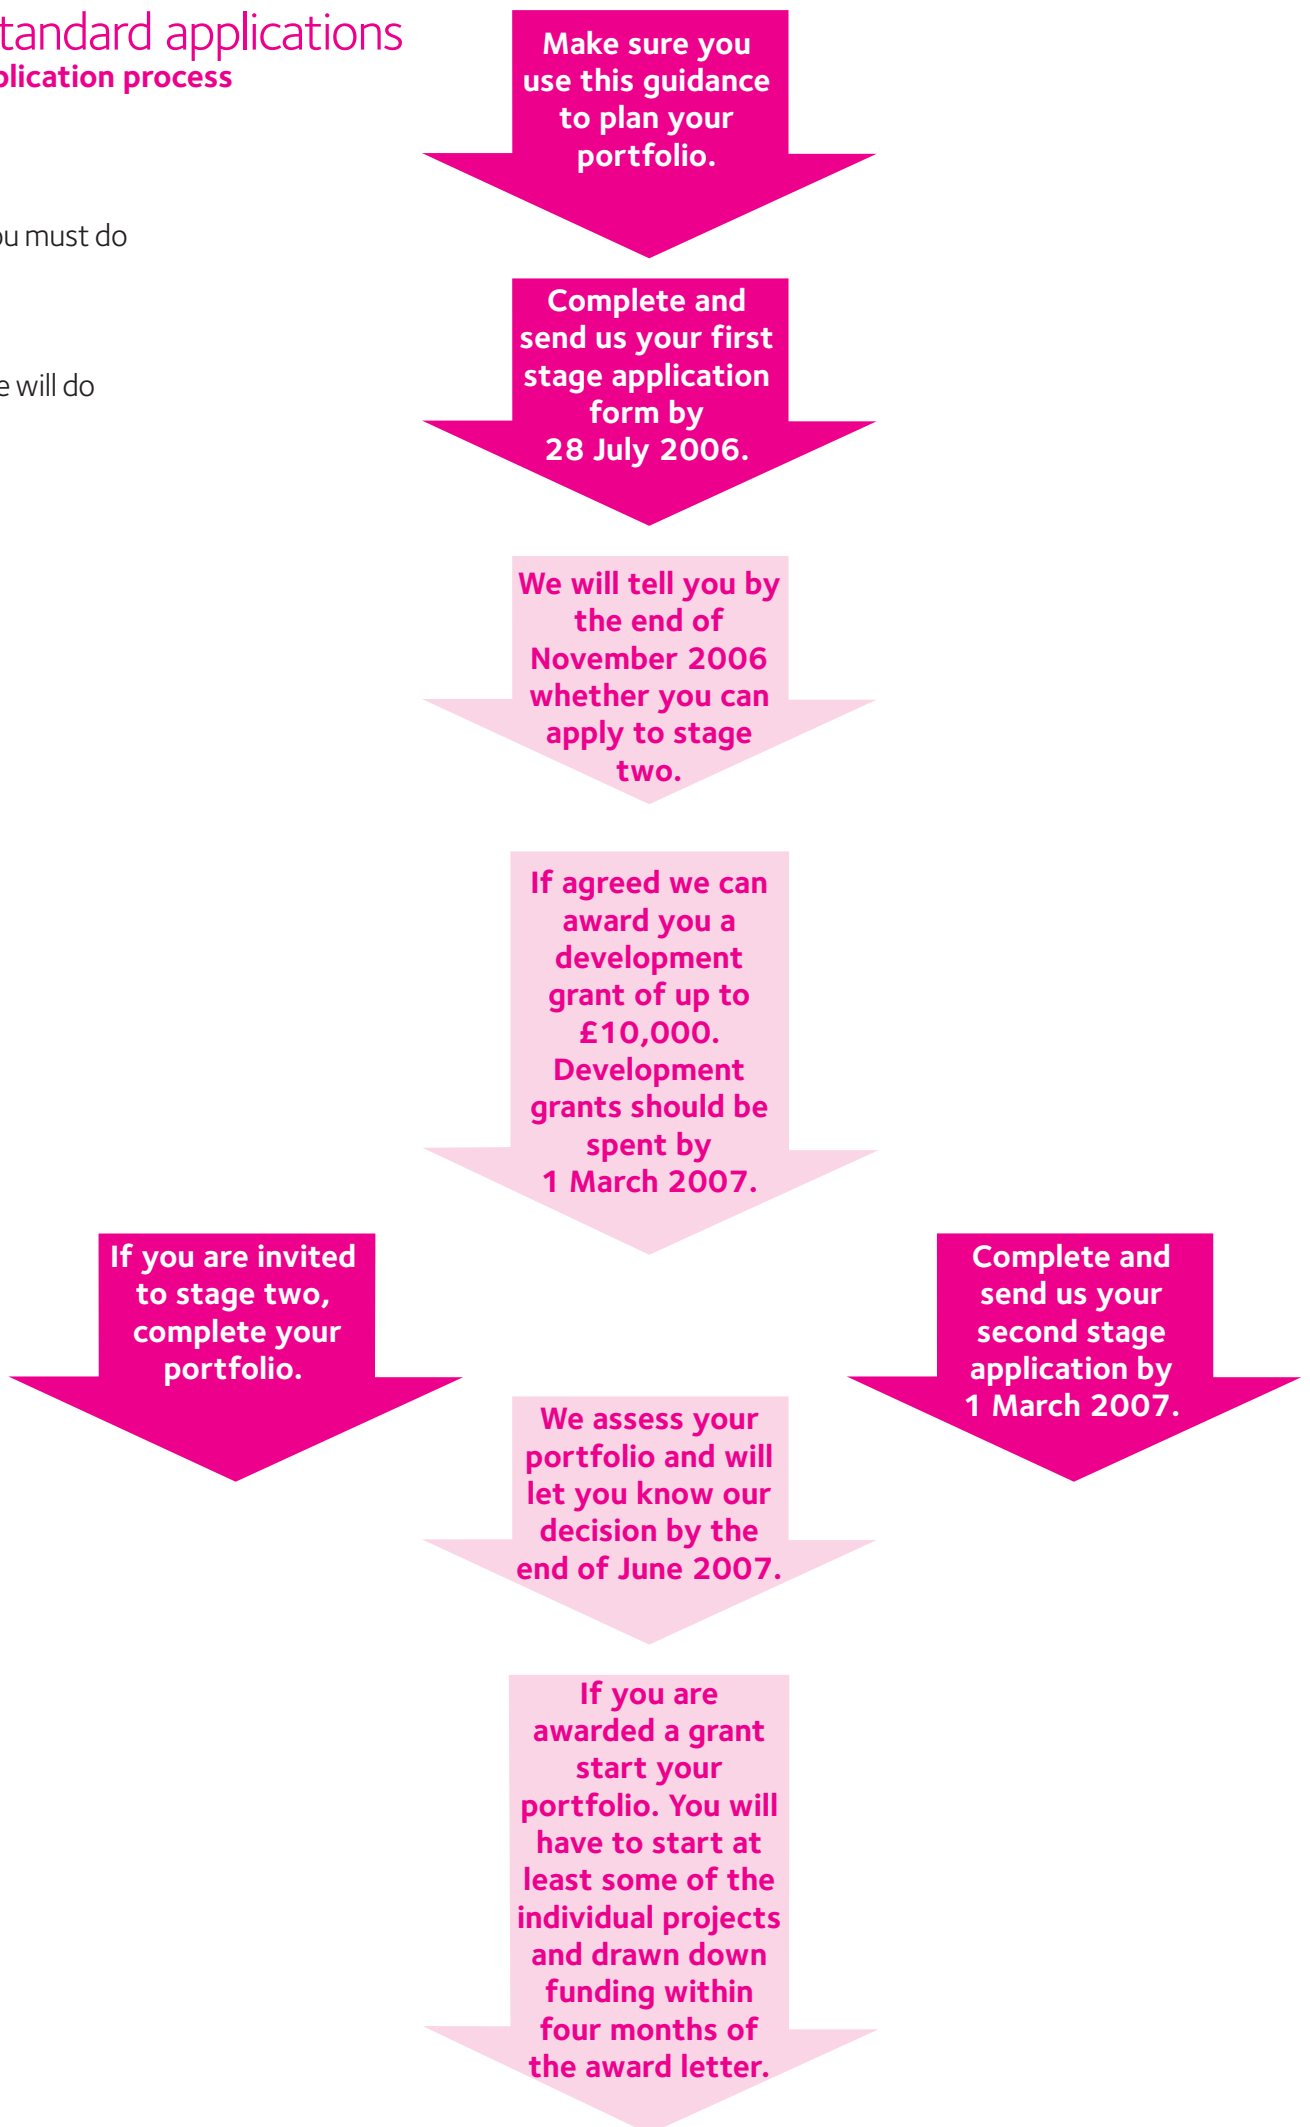 tandard applications
plication process
ou must do
e will do
Make sure you
use this guidance
to plan your
portfolio.
Complete and
send us your first
stage application
form by
28 July 2006.
We will tell you by
the end of
November 2006
whether you can
apply to stage
two.
If agreed we can
award you a
development
grant of up to
£10,000.
Development
grants should be
spent by
1 March 2007.
If you are invited
to stage two,
complete your
portfolio.
Complete and
send us your
second stage
application by
1 March 2007.
We assess your
portfolio and will
let you know our
decision by the
end of June 2007.
If you are
awarded a grant
start your
portfolio. You will
have to start at
least some of the
individual projects
and drawn down
funding within
four months of
the award letter.